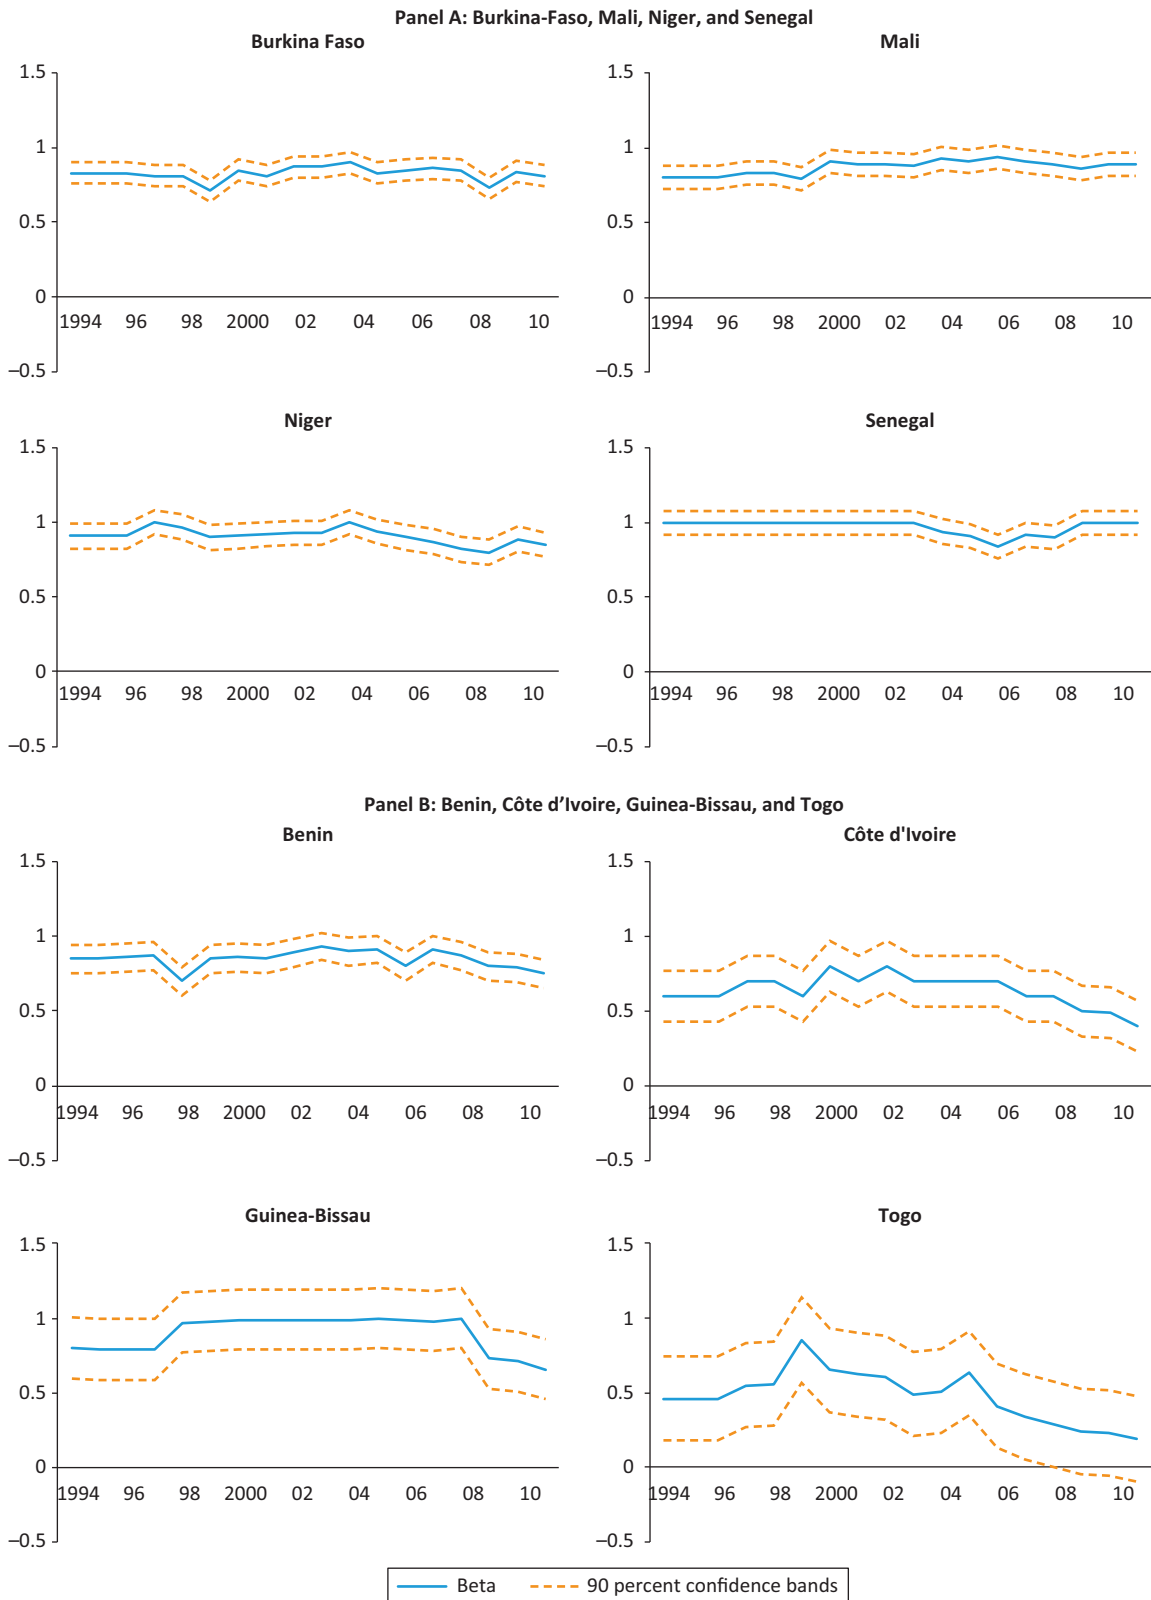 Panel A: Burkina-Faso, Mali, Niger, and Senegal
Burkina Faso
1.5
1
0.5
0
–0.5
1994 96 98 2000 02 04 06 08 10
Mali
1.5
1
0.5
0
–0.5
1994 96 98 2000 02 04 06 08 10
Niger
1.5
1
0.5
0
–0.5
1994 96 98 2000 02 04 06 08 10
Senegal
1.5
1
0.5
0
–0.5
1994 96 98 2000 02 04 06 08 10
Panel B: Benin, Côte d’Ivoire, Guinea-Bissau, and Togo
Benin
1.5
1
0.5
0
–0.5
1994 96 98 2000 02 04 06 08 10
Côte d'Ivoire
1.5
1
0.5
0
–0.5
1994 96 98 2000 02 04 06 08 10
Guinea-Bissau
1.5
1
0.5
0
–0.5
1994 96 98 2000 02 04 06 08 10
Togo
1.5
1
0.5
0
–0.5
1994 96 98 2000 02 04 06 08 10
Beta 90 percent confidence bands